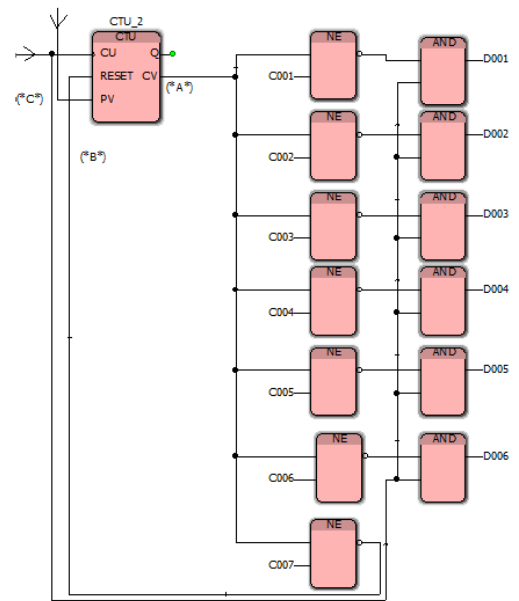 CTU_2
CTU
CU Q
RESET CV
PV
(*A*)
(*C*)
(*B*)
NE
C001
AND
D001
NE
C002
AND
D002
NE
C003
AND
D003
NE
C004
AND
D004
NE
C005
AND
D005
NE
C006
AND
D006
NE
C007